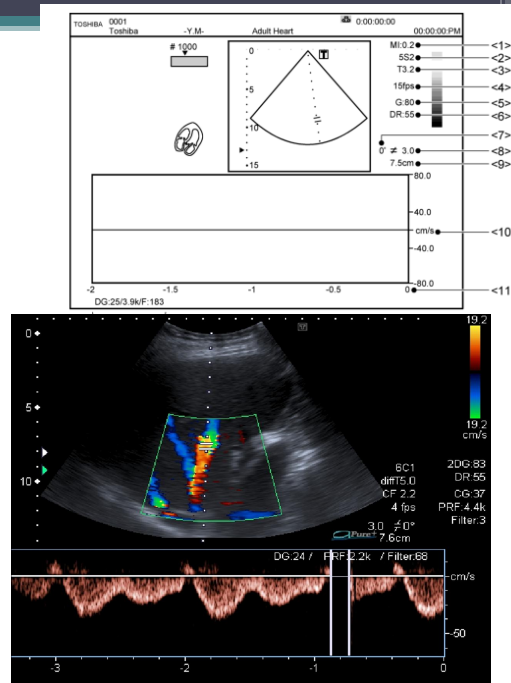 TOSHIBA 0001 0:00:00:00
Toshiba -Y.M- Adult Heart 00:00:00:PM
# 1000
0
T
5
10
15
MI:0.2 <1>
5S2 <2>
T3.2 <3>
15fps <4>
G:80 <5>
DR:55 <6>
<7>
0° ≠ 3.0 <8>
7.5cm <9>
80.0
40.0
cm/s <10
-40.0
-80.0
-2 -1.5 -1 -0.5 0 <11
DG:25/3.9k/F:183
19.2
0
5
10
19.2
cm/s
6C1
diffT5.0
CF 2.2
4 fps
3.0 ≠0°
7.6cm
APure+
2DG:83
DR:55
CG:37
PRF:4.4k
Filter:3
DG:24 / PRF:2.2k / Filter:68
cm/s
-50
-3 -2 -1 0